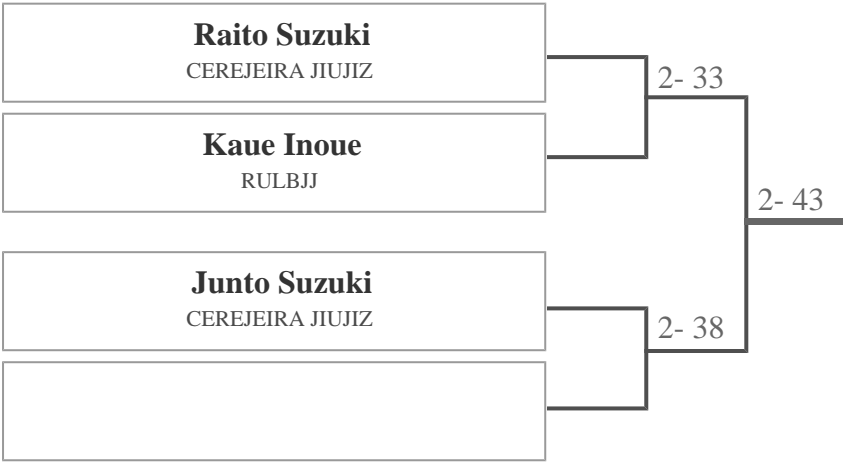 Raito Suzuki
CEREJEIRA JIUJIZ
2- 33
Kaue Inoue
RULBJJ
2- 43
Junto Suzuki
CEREJEIRA JIUJIZ
2- 38